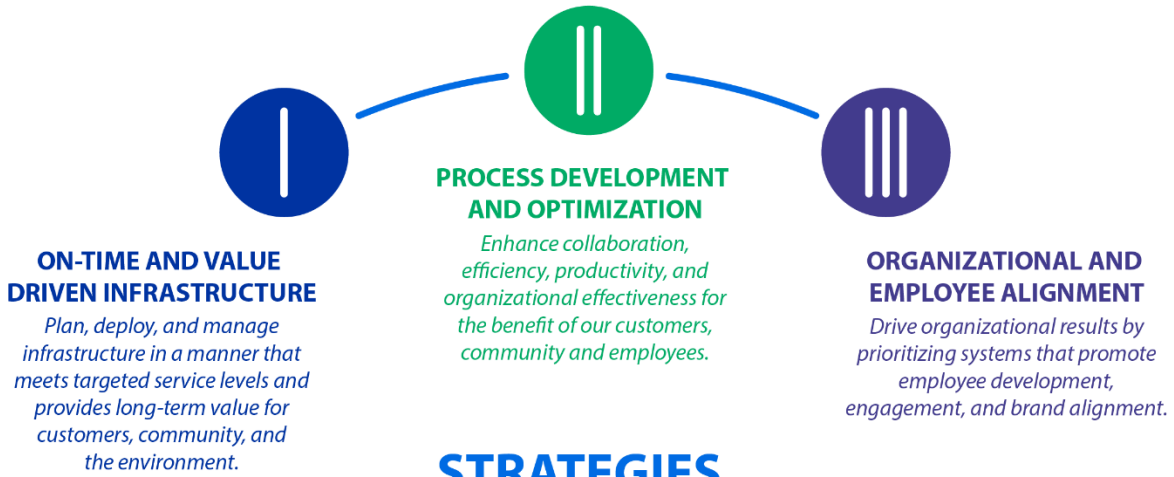 I
ON-TIME AND VALUE
DRIVEN INFRASTRUCTURE
Plan, deploy, and manage
infrastructure in a manner that
meets targeted service levels and
provides long-term value for
customers, community, and
the environment.
II
PROCESS DEVELOPMENT
AND OPTIMIZATION
Enhance collaboration,
efficiency, productivity, and
organizational effectiveness for
the benefit of our customers,
community and employees.
III
ORGANIZATIONAL AND
EMPLOYEE ALIGNMENT
Drive organizational results by
prioritizing systems that promote
employee development,
engagement, and brand alignment.
STRATEGIES